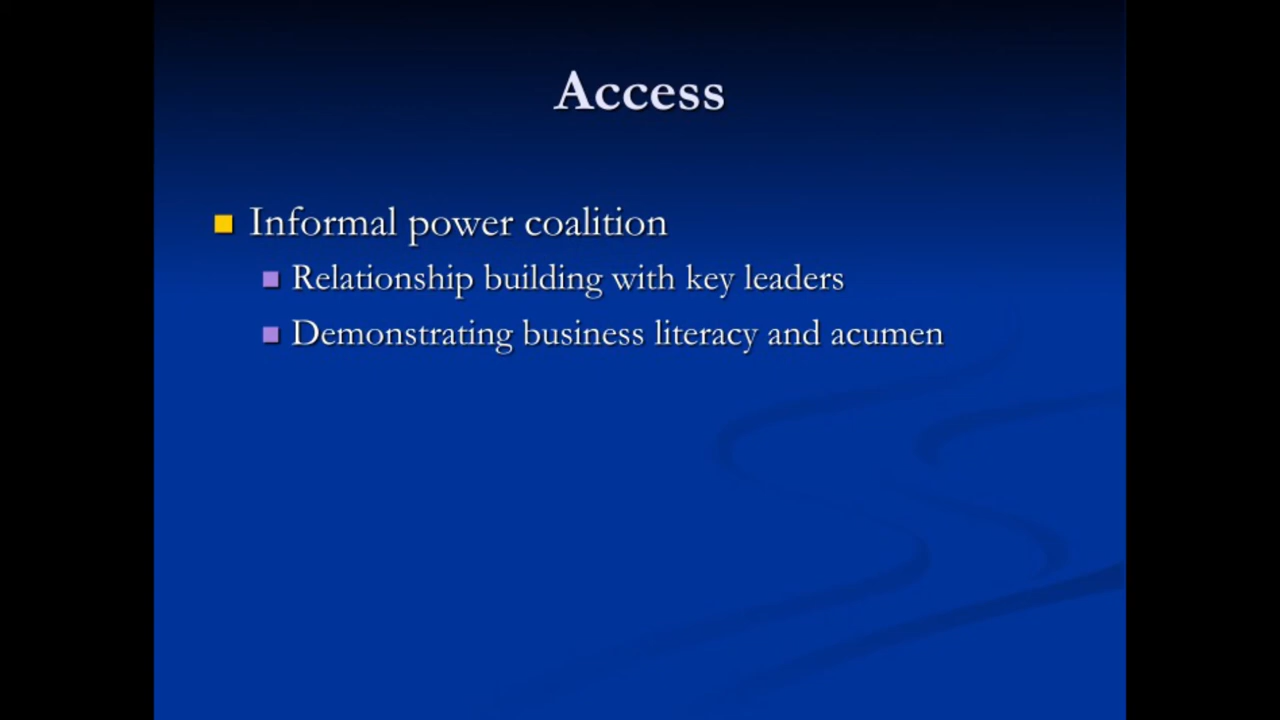 Access
Informal power coalition
Relationship building with key leaders
Demonstrating business literacy and acumen